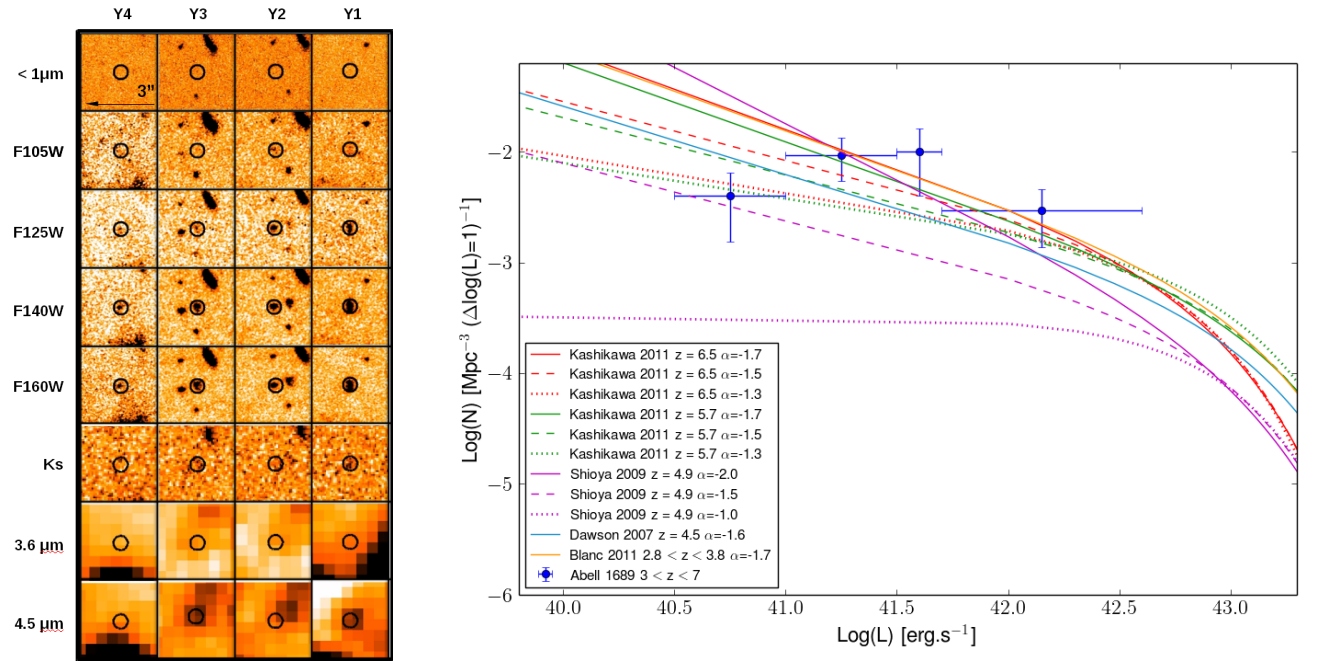 Y4 Y3 Y2 Y1
< 1μm
3"
F105W
F125W
F140W
F160W
Ks
3.6 μm
4.5 μm
Log(N) [Mpc⁻³ (Δlog(L)=1)⁻¹]
−2
−3
−4
−5
−6
Kashikawa 2011 z = 6.5 α=-1.7
Kashikawa 2011 z = 6.5 α=-1.5
Kashikawa 2011 z = 6.5 α=-1.3
Kashikawa 2011 z = 5.7 α=-1.7
Kashikawa 2011 z = 5.7 α=-1.5
Kashikawa 2011 z = 5.7 α=-1.3
Shioya 2009 z = 4.9 α=-2.0
Shioya 2009 z = 4.9 α=-1.5
Shioya 2009 z = 4.9 α=-1.0
Dawson 2007 z = 4.5 α=-1.6
Blanc 2011 2.8 < z < 3.8 α=-1.7
Abell 1689 3 < z < 7
40.0 40.5 41.0 41.5 42.0 42.5 43.0
Log(L) [erg.s⁻¹]